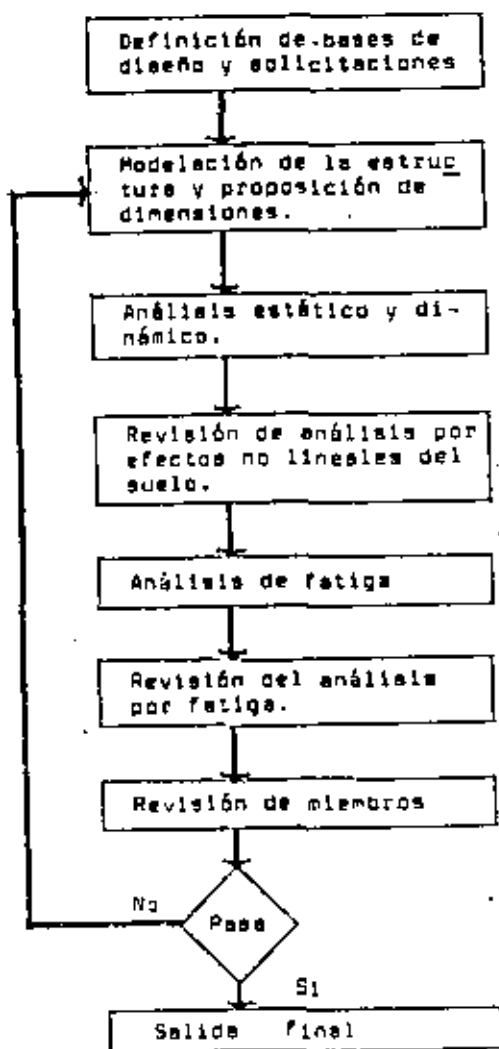 Definición de bases de
diseño y solicitaciones
Modelación de la estruc
tura y proposición de
dimensiones.
Análisis estático y di-
námico.
Revisión de análisis por
efectos no lineales del
suelo.
Análisis de fatiga
Revisión del análisis
por fatiga.
Revisión de miembros
No
Pasa
Si
Salida final